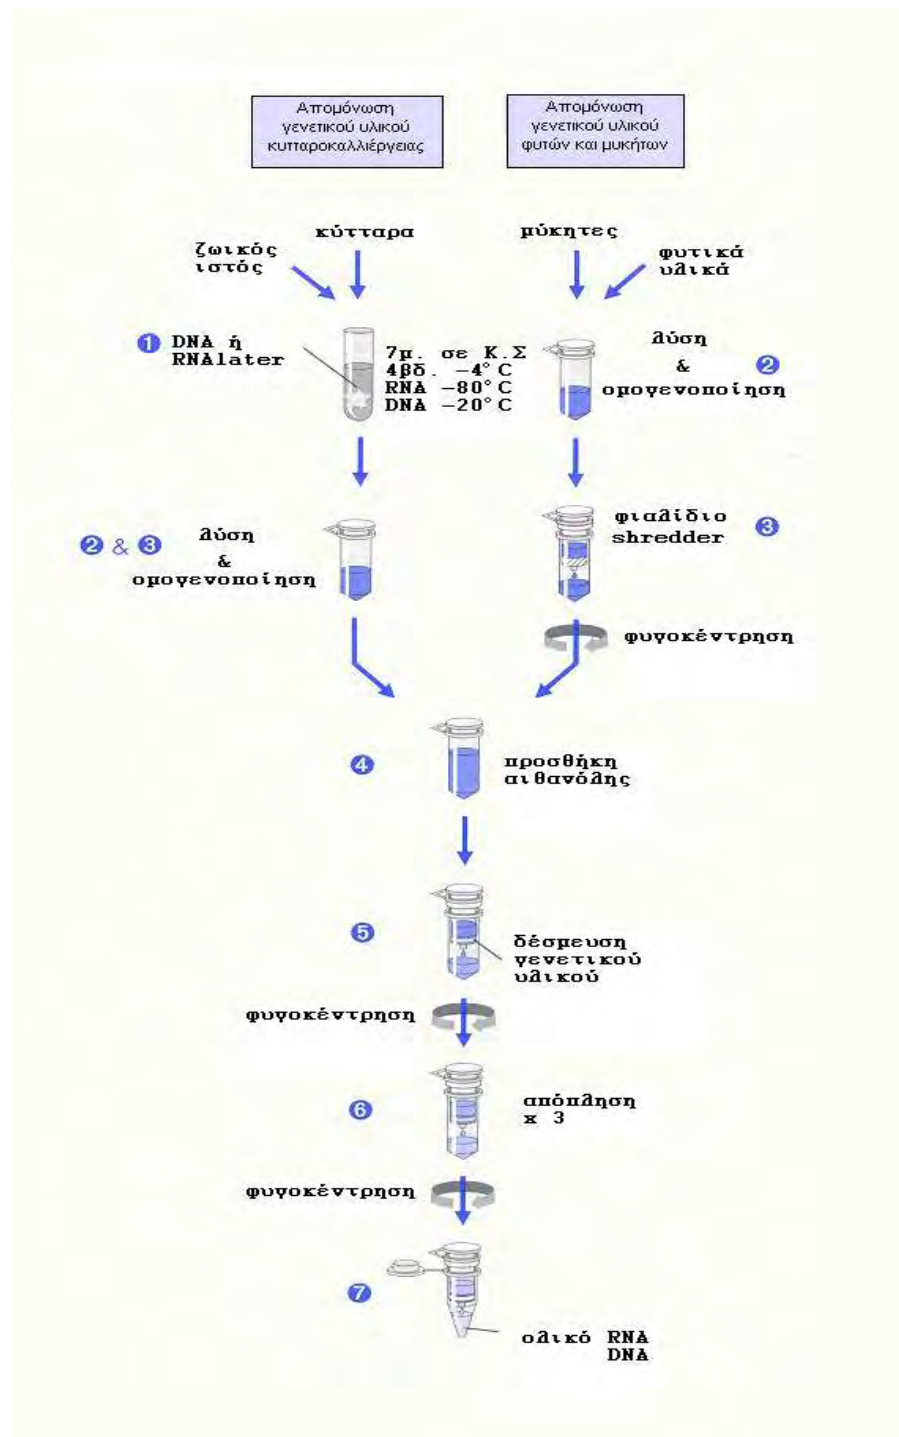 Απομόνωση
γενετικού υλικού
κυτταροκαλλιέργειας
Απομόνωση
γενετικού υλικού
φυτών και μυκήτων
ζωικός
ιστός
κύτταρα
μύκητες
φυτικά
υλικά
1 DNA ή
RNAlater
7μ. σε Κ.Σ
4βδ. -4°C
RNA -80°C
DNA -20°C
λύση
&
ομογενοποίηση
2
2 & 3
λύση
&
ομογενοποίηση
φιαλίδιο
shredder
3
φυγοκέντρηση
4
προσθήκη
αιθανόλης
5
δέσμευση
γενετικού
υλικού
φυγοκέντρηση
6
απόπληση
x 3
φυγοκέντρηση
7
ολικό RNA
DNA